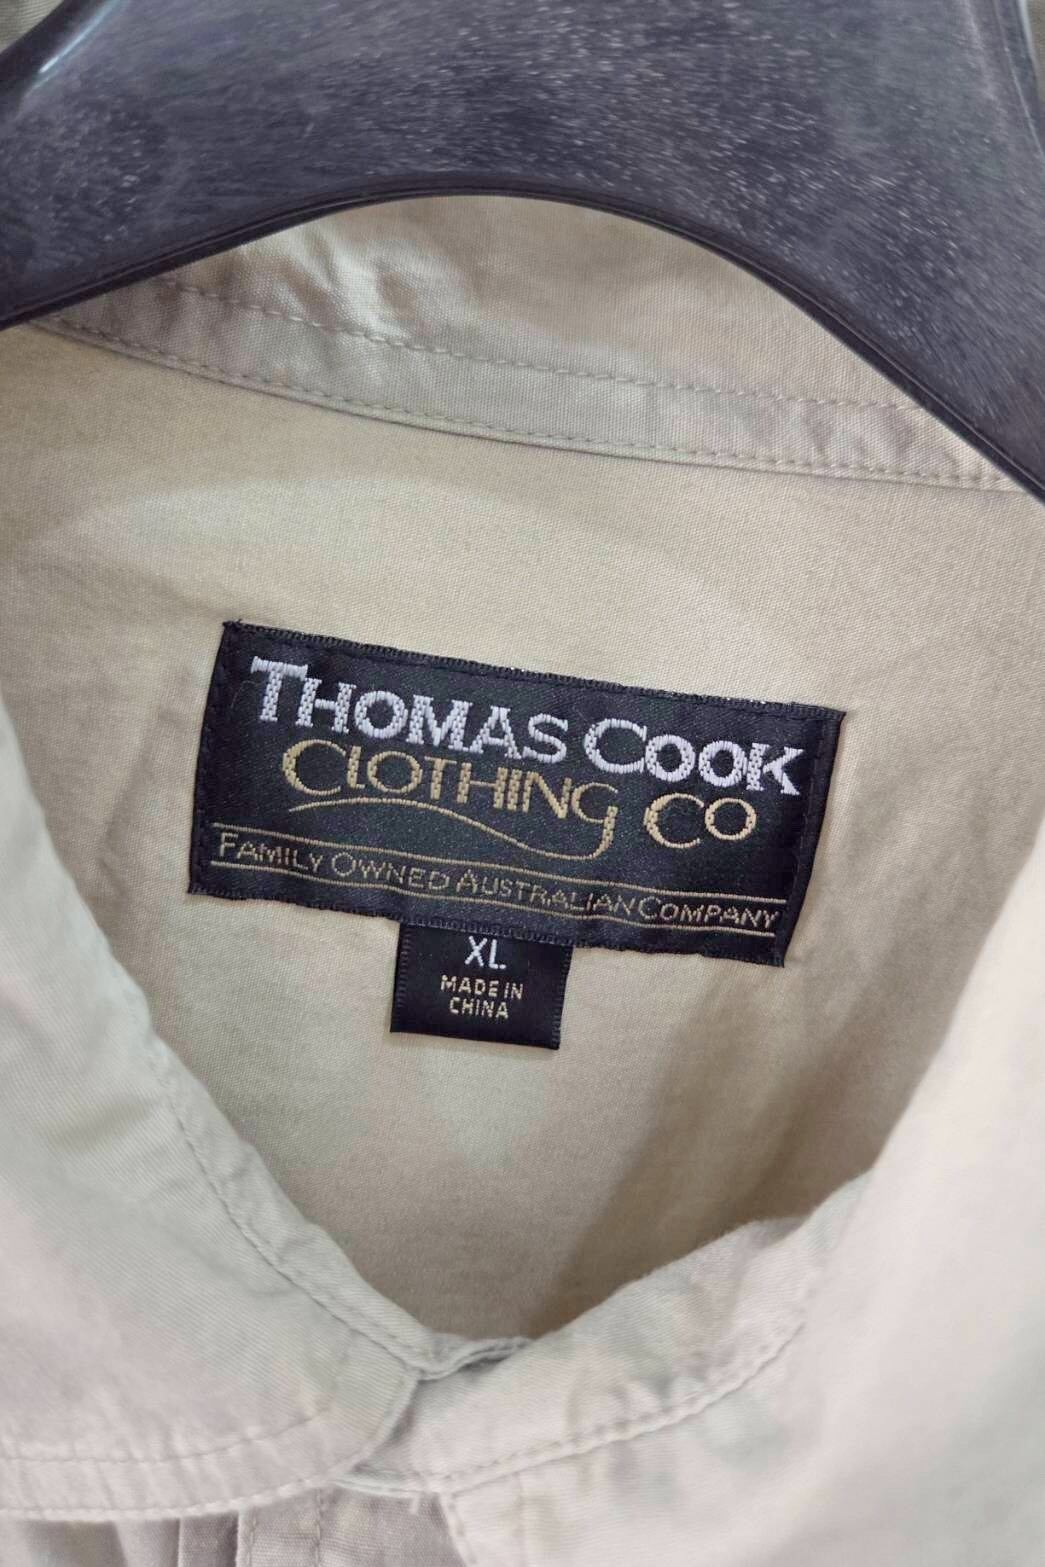 THOMAS COOK
CLOTHING CO
FAMILY OWNED AUSTRALIAN COMPANY
XL
MADE IN
CHINA